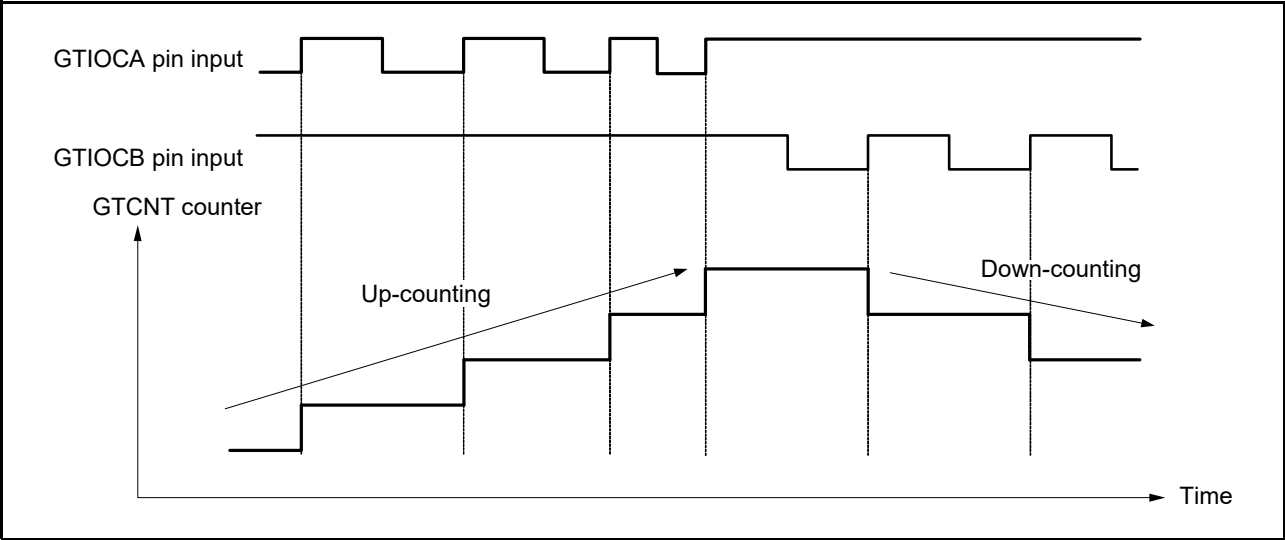 GTIOCA pin input
GTIOCB pin input
GTCNT counter
Up-counting
Down-counting
Time